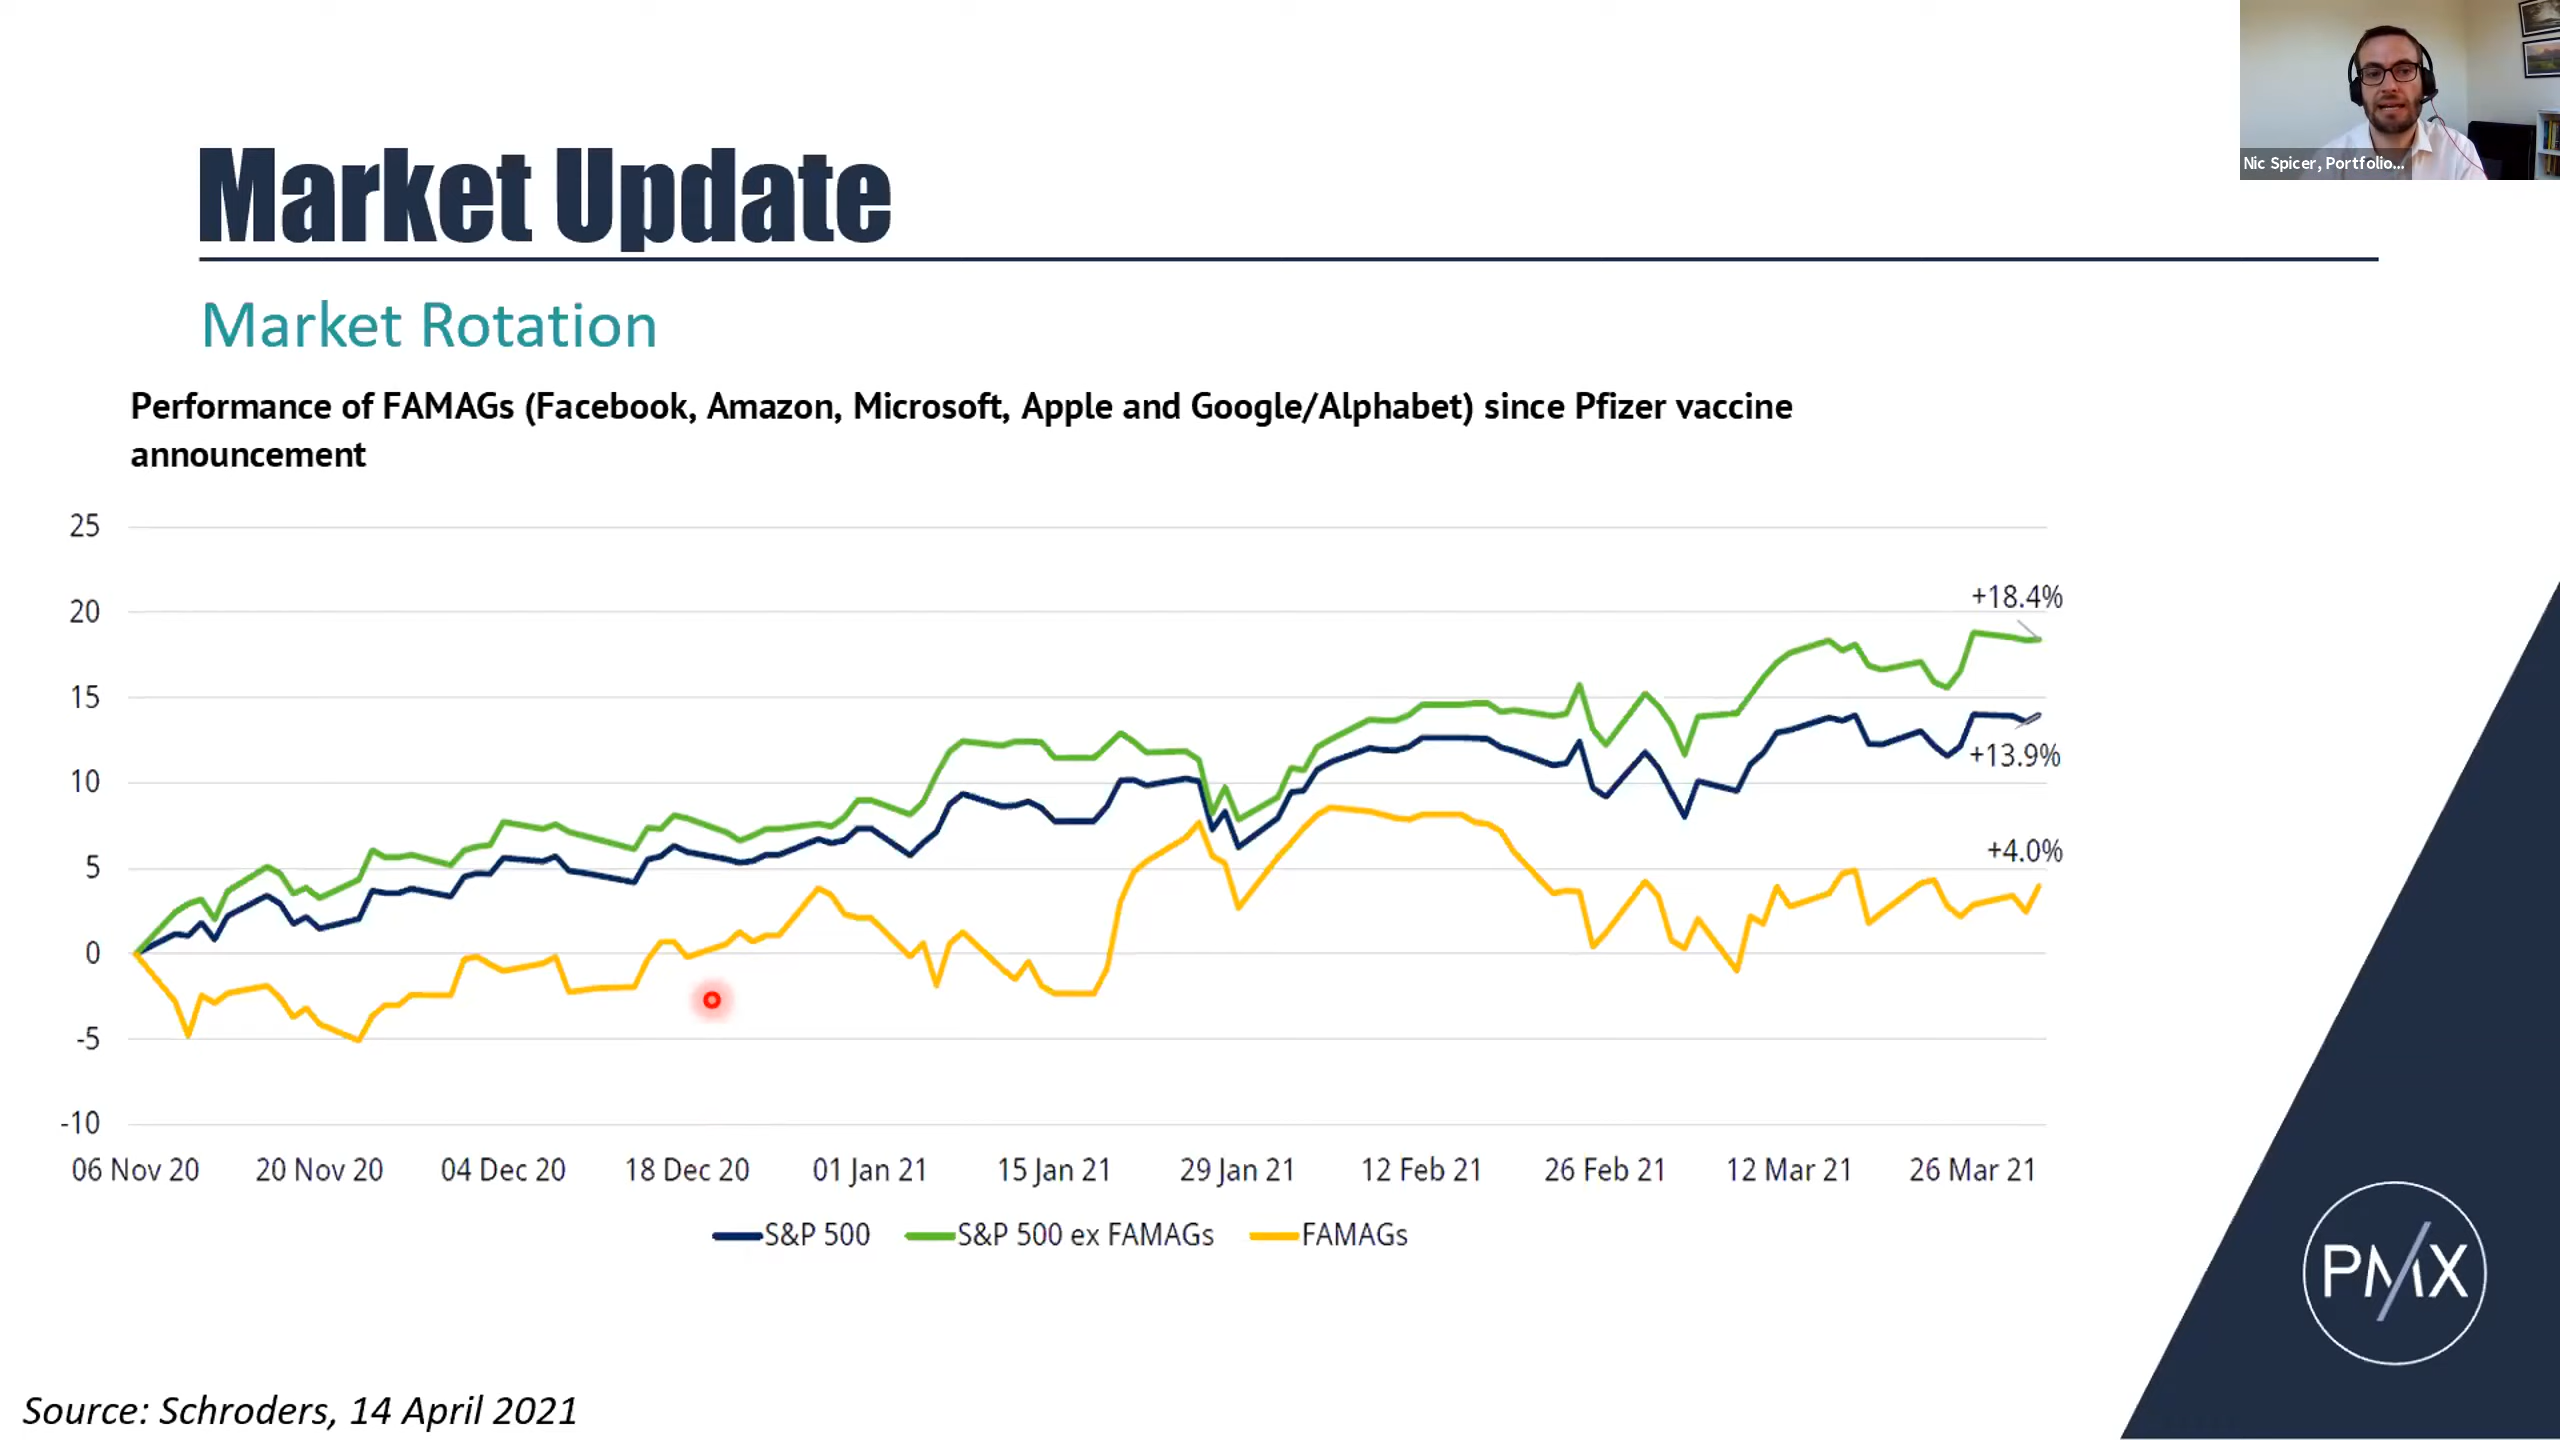 Nic Spicer, Portfolio...
Market Update
Market Rotation
Performance of FAMAGs (Facebook, Amazon, Microsoft, Apple and Google/Alphabet) since Pfizer vaccine
announcement
25
20
15
10
5
0
-5
-10
+18.4%
+13.9%
+4.0%
06 Nov 20 20 Nov 20 04 Dec 20 18 Dec 20 01 Jan 21 15 Jan 21 29 Jan 21 12 Feb 21 26 Feb 21 12 Mar 21 26 Mar 21
S&P 500 S&P 500 ex FAMAGs FAMAGs
PMX
Source: Schroders, 14 April 2021